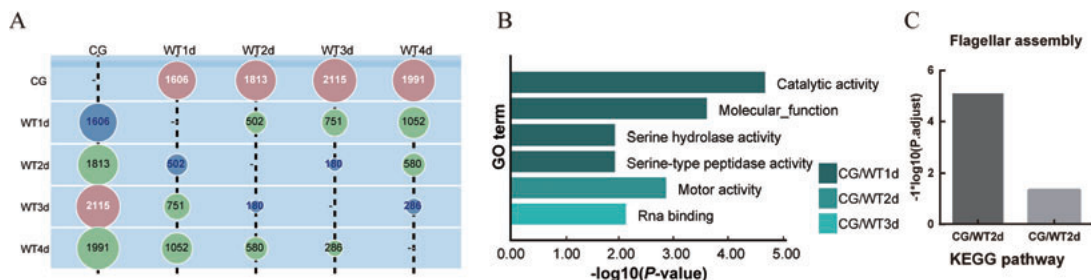 A
CG WT1d WT2d WT3d WT4d
CG - 1606 1813 2115 1991
WT1d 1606 - 502 751 1052
WT2d 1813 502 - 180 580
WT3d 2115 751 180 - 286
WT4d 1991 1052 580 286 -
B
GO term
Catalytic activity
Molecular_function
Serine hydrolase activity
Serine-type peptidase activity
Motor activity
Rna binding
CG/WT1d
CG/WT2d
CG/WT3d
0.00 1.00 2.00 3.00 4.00 5.00
-log10(P-value)
C
Flagellar assembly
-1*log10(P.adjust)
6
4
2
0
CG/WT2d CG/WT2d
KEGG pathway